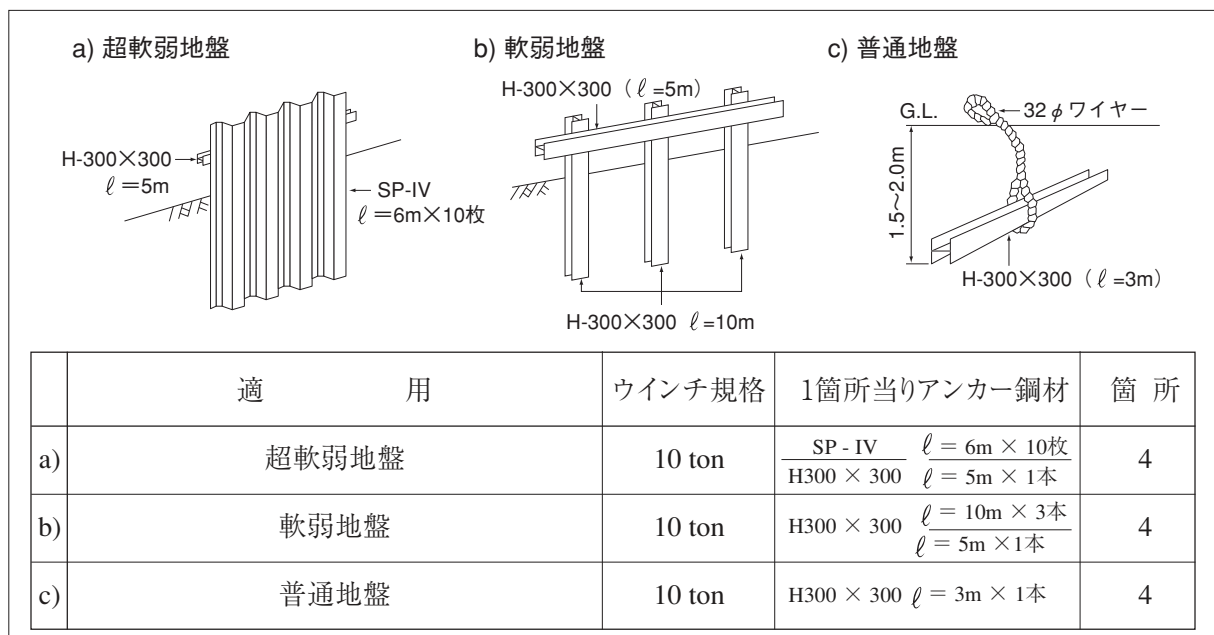 a) 超軟弱地盤
H-300×300
ℓ=5m
SP-IV
ℓ=6m×10枚
b) 軟弱地盤
H-300×300 (ℓ=5m)
H-300×300 ℓ=10m
c) 普通地盤
G.L.
32φワイヤー
1.5~2.0m
H-300×300 (ℓ=3m)
適 用 ウインチ規格 1箇所当りアンカー鋼材 箇 所
a) 超軟弱地盤 10 ton SP - IV ℓ = 6m × 10枚 4
H300 × 300 ℓ = 5m × 1本
b) 軟弱地盤 10 ton H300 × 300 ℓ = 10m × 3本 4
ℓ = 5m ×1本
c) 普通地盤 10 ton H300 × 300 ℓ = 3m × 1本 4